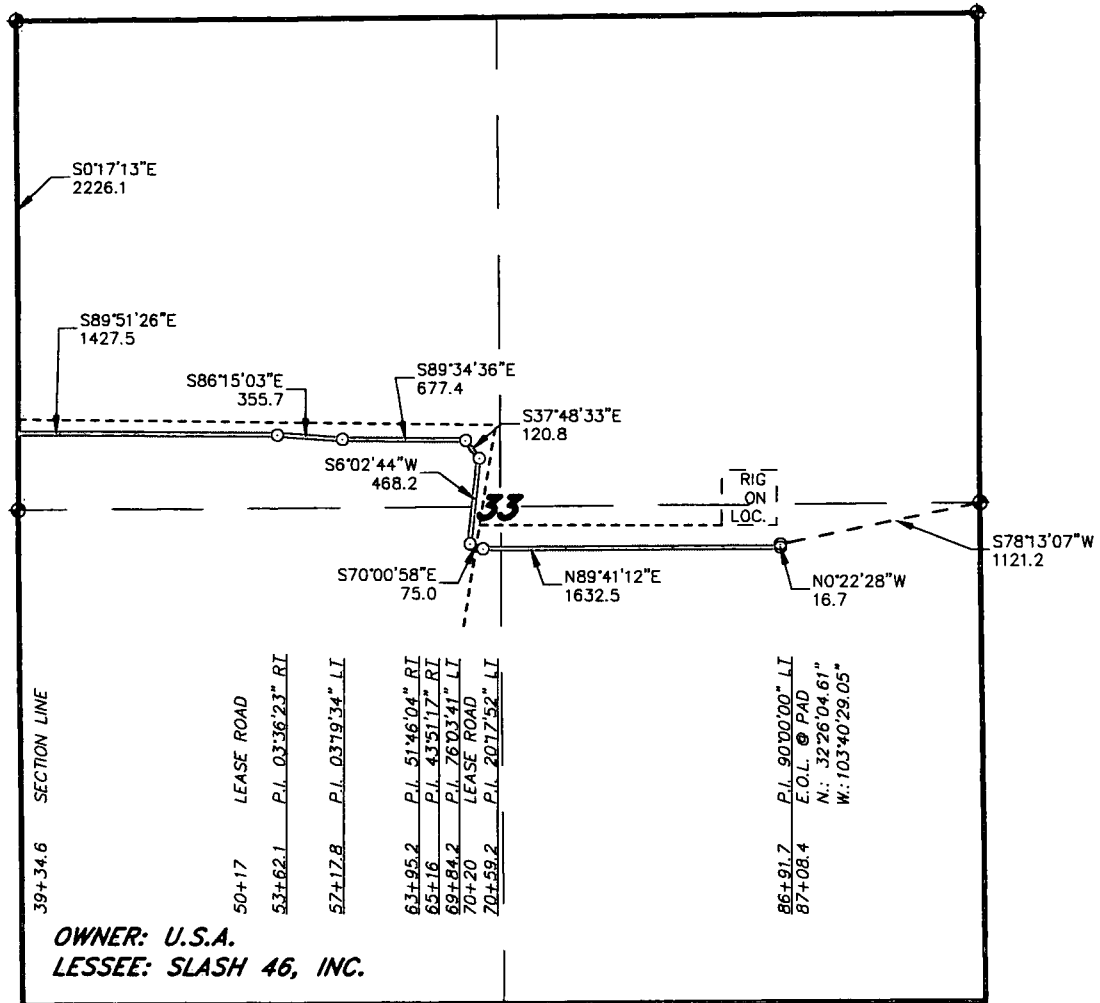 S0°17'13"E
2226.1
S89°51'26"E
1427.5
S86°15'03"E
355.7
S89°34'36"E
677.4
S37°48'33"E
120.8
S6°02'44"W
468.2
33
RIG
ON
LOC.
S78°13'07"W
1121.2
S70°00'58"E
75.0
N89°41'12"E
1632.5
N0°22'28"W
16.7
39+34.6 SECTION LINE
50+17 LEASE ROAD
53+62.1 P.I. 03°36'23" RT
57+17.8 P.I. 03°19'34" LT
63+95.2 P.I. 51°46'04" RT
65+16 P.I. 43°51'17" RT
69+84.2 P.I. 76°03'41" LT
70+20 LEASE ROAD
70+59.2 P.I. 20°17'52" LT
86+91.7 P.I. 90°00'00" LT
87+08.4 E.O.L. @ PAD
N.: 32°26'04.61"
W.: 103°40'29.05"
OWNER: U.S.A.
LESSEE: SLASH 46, INC.